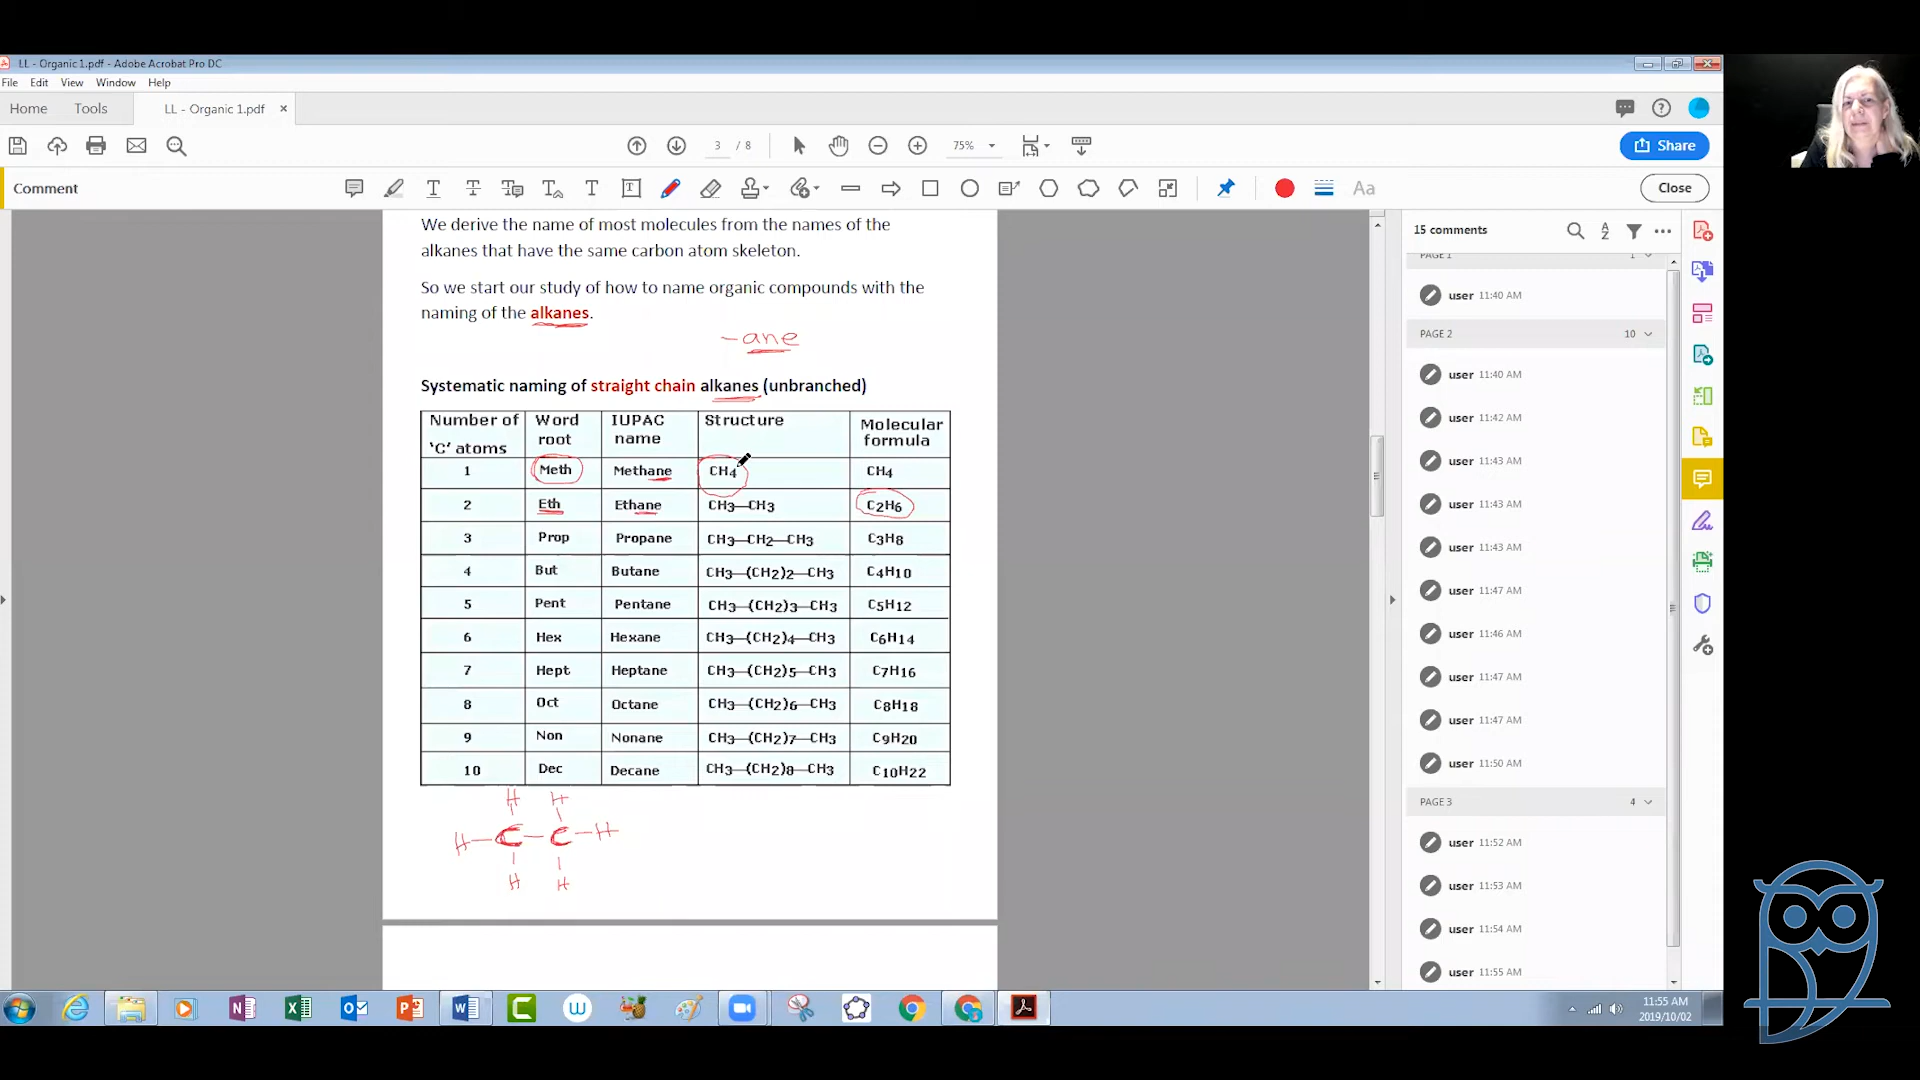 LL - Organic 1.pdf - Adobe Acrobat Pro DC
File Edit View Window Help
Home Tools LL - Organic 1.pdf ×
3 / 8 75% Share
Comment Aa Close
We derive the name of most molecules from the names of the
alkanes that have the same carbon atom skeleton.
So we start our study of how to name organic compounds with the
naming of the alkanes.
-ane
Systematic naming of straight chain alkanes (unbranched)
Number of 'C' atoms Word root IUPAC name Structure Molecular formula
1 Meth Methane CH4 CH4
2 Eth Ethane CH3—CH3 C2H6
3 Prop Propane CH3—CH2—CH3 C3H8
4 But Butane CH3—(CH2)2—CH3 C4H10
5 Pent Pentane CH3—(CH2)3—CH3 C5H12
6 Hex Hexane CH3—(CH2)4—CH3 C6H14
7 Hept Heptane CH3—(CH2)5—CH3 C7H16
8 Oct Octane CH3—(CH2)6—CH3 C8H18
9 Non Nonane CH3—(CH2)7—CH3 C9H20
10 Dec Decane CH3—(CH2)8—CH3 C10H22
H H
H—C—C—H
H H
15 comments
PAGE 1 1
user 11:40 AM
PAGE 2 10
user 11:40 AM
user 11:42 AM
user 11:43 AM
user 11:43 AM
user 11:43 AM
user 11:47 AM
user 11:46 AM
user 11:47 AM
user 11:47 AM
user 11:50 AM
PAGE 3 4
user 11:52 AM
user 11:53 AM
user 11:54 AM
user 11:55 AM
11:55 AM
2019/10/02